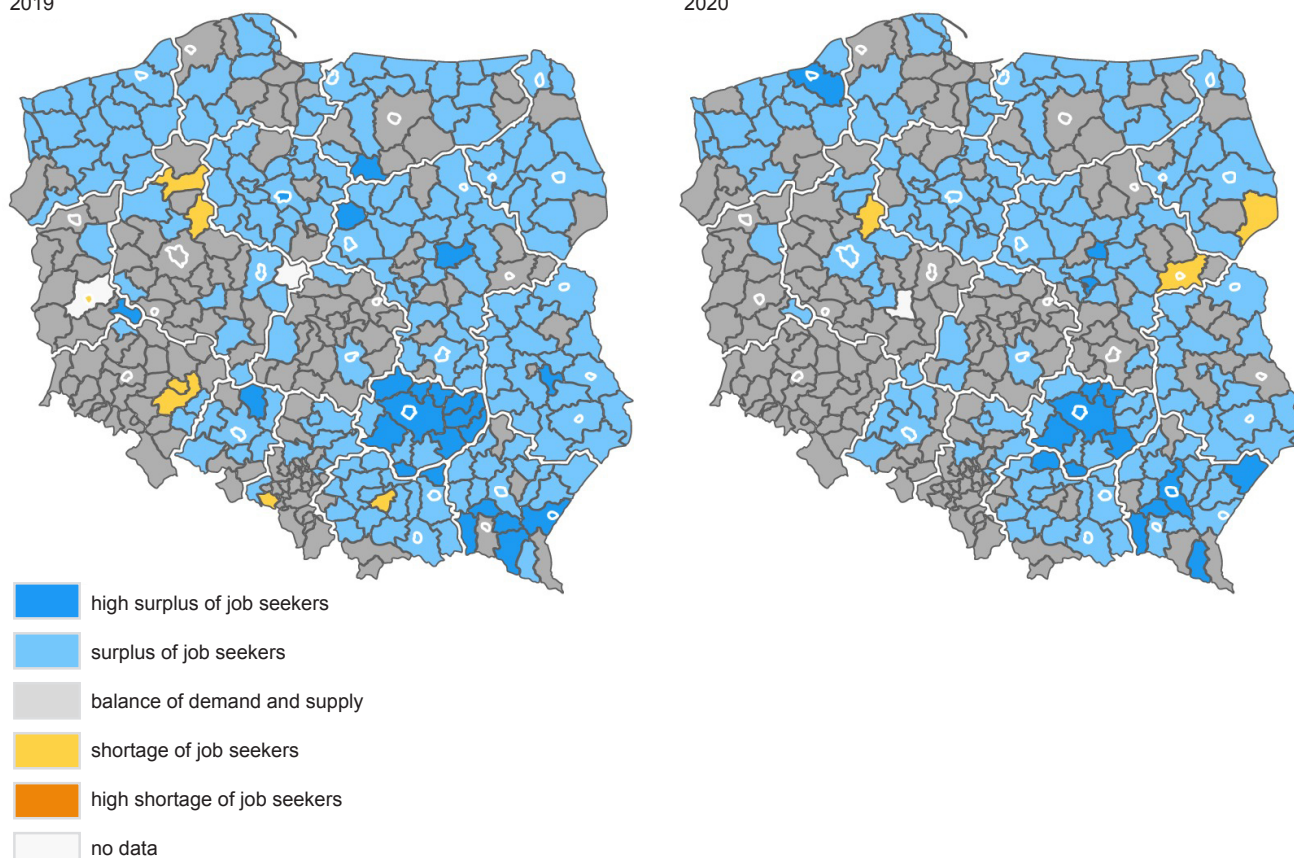 2019
2020
high surplus of job seekers
surplus of job seekers
balance of demand and supply
shortage of job seekers
high shortage of job seekers
no data